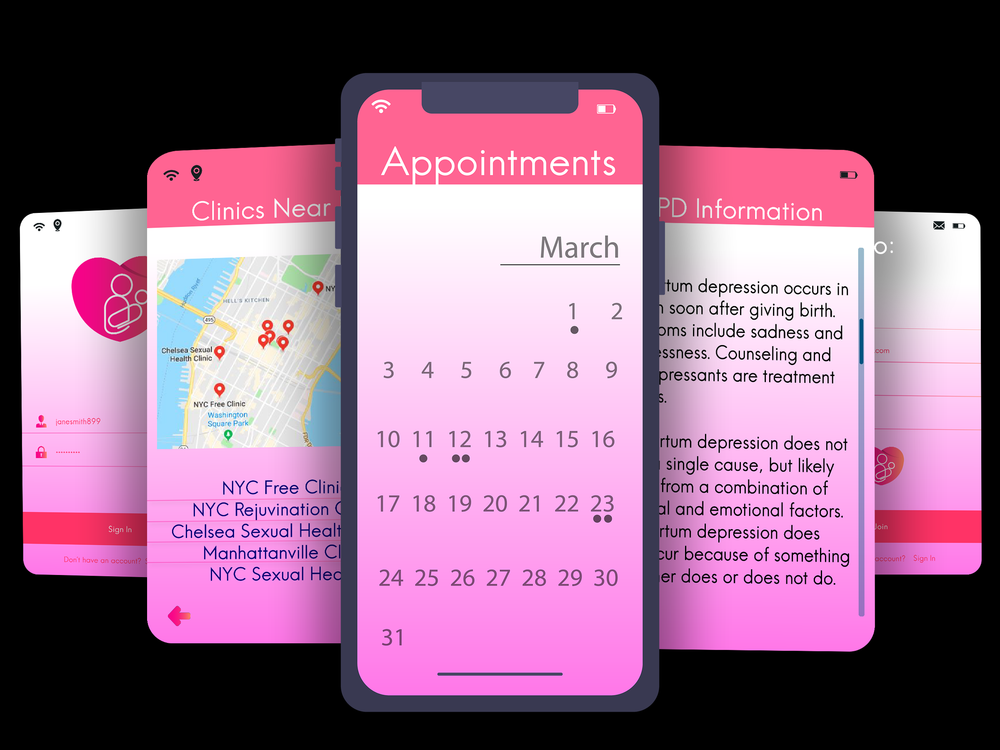 janesmith899
Sign In
Don't have an account?
Clinics Near
Hudson River
HELL'S KITCHEN
NY
495
Chelsea Sexual
Health Clinic
NYC Free Clinic
Washington
Square Park
FDR D
NYC Free Clini
NYC Rejuvination
Chelsea Sexual Healt
Manhattanville Cl
NYC Sexual Hea
Appointments
March
1 2
3 4 5 6 7 8 9
10 11 12 13 14 15 16
17 18 19 20 21 22 23
24 25 26 27 28 29 30
31
PD Information
rtum depression occurs in
n soon after giving birth.
oms include sadness and
essness. Counseling and
pressants are treatment
s.
rtum depression does not
single cause, but likely
from a combination of
al and emotional factors.
rtum depression does
cur because of something
er does or does not do.
o:
.com
Join
account? Sign In